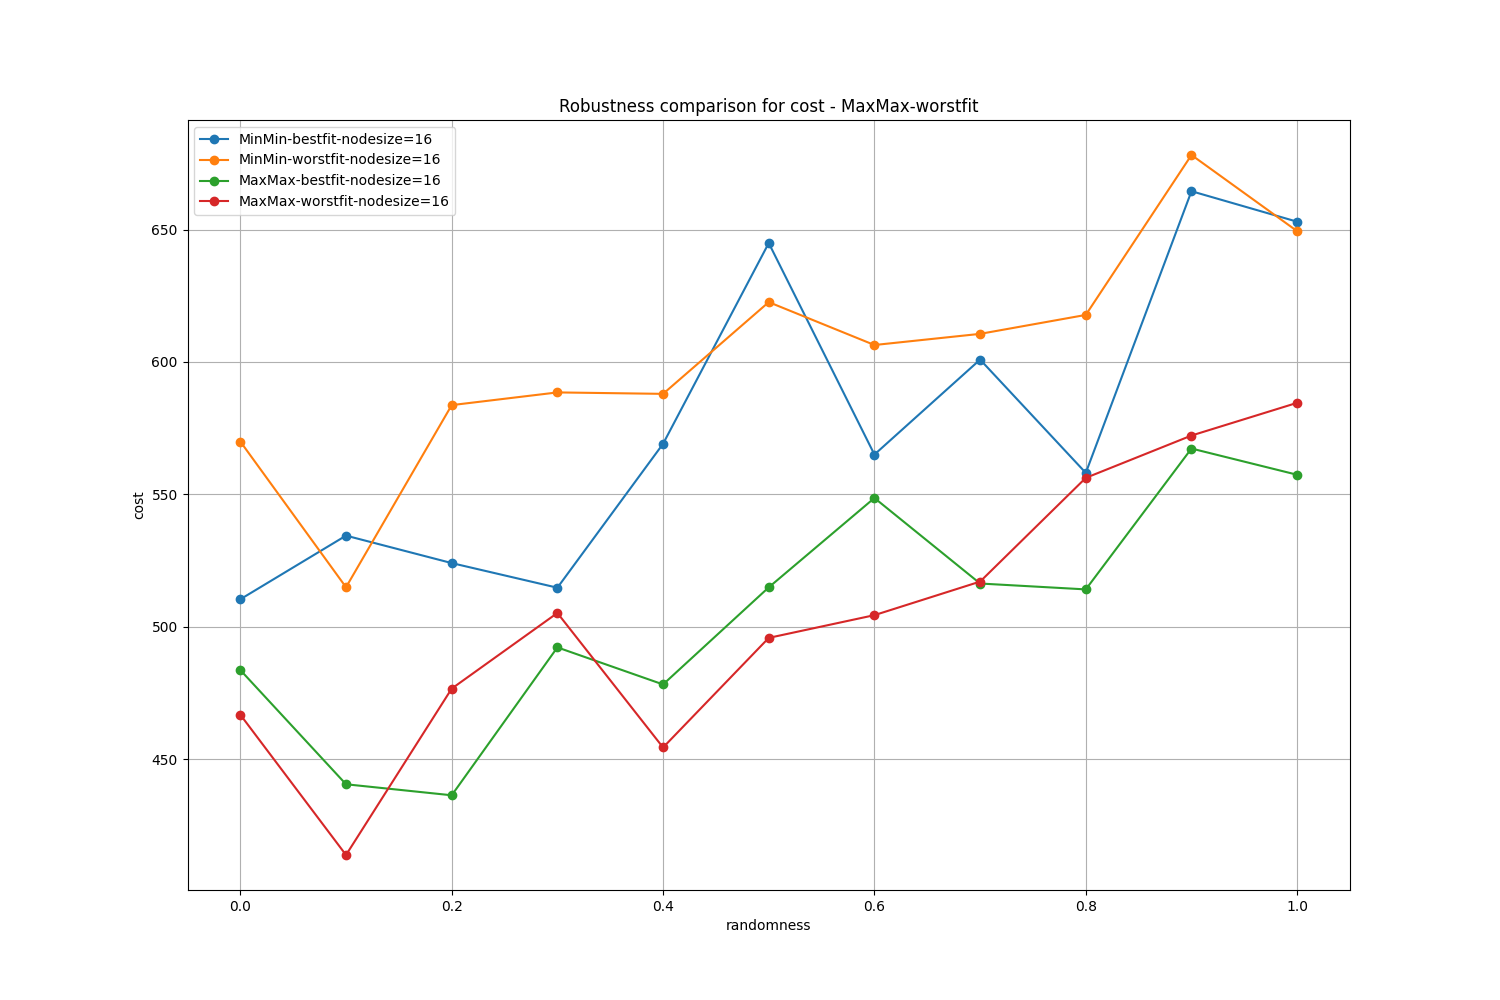 Robustness comparison for cost - MaxMax-worstfit
MinMin-bestfit-nodesize=16
MinMin-worstfit-nodesize=16
MaxMax-bestfit-nodesize=16
MaxMax-worstfit-nodesize=16
650
600
550
500
450
cost
0.0 0.2 0.4 0.6 0.8 1.0
randomness